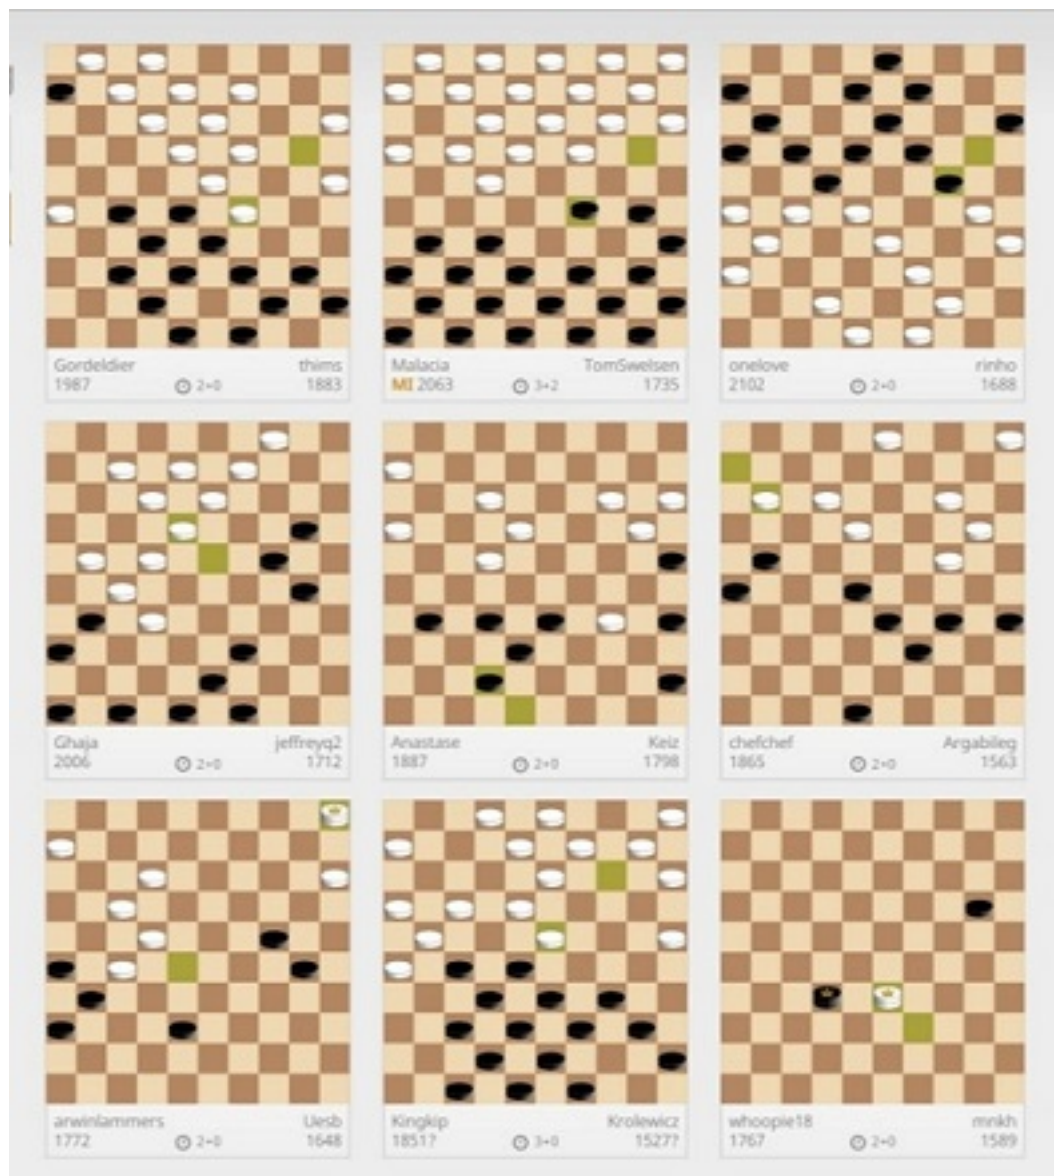 Gordeldier thims
1987 2+0 1883
Malacia TomSwelsen
MI 2063 3+2 1735
onelove rinho
2102 2+0 1688
Ghaja jeffreyq2
2006 2+0 1712
Anastase Keiz
1887 2+0 1798
chefchef Argabileg
1865 2+0 1563
arwinlammers Uesb
1772 2+0 1648
Kingkip Krolewicz
1851? 3+0 1527?
whoopie18 mnkh
1767 2+0 1589